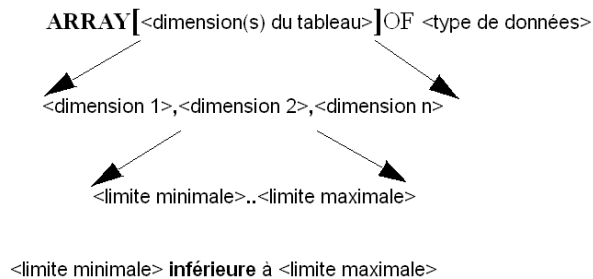 ARRAY[<dimension(s) du tableau>]OF <type de données>
<dimension 1>,<dimension 2>,<dimension n>
<limite minimale>..<limite maximale>
<limite minimale> inférieure à <limite maximale>